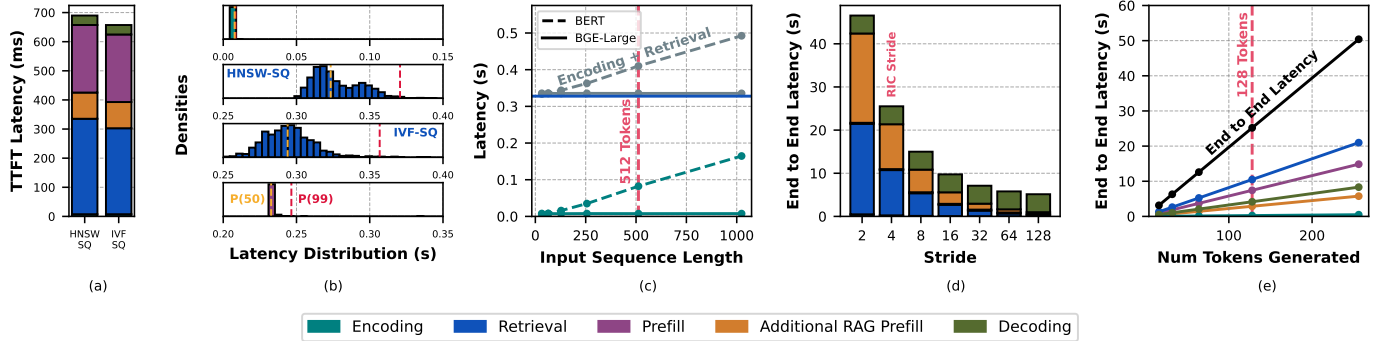 TTFT Latency (ms)
700
600
500
400
300
200
100
0
HNSW
SQ
IVF
SQ
(a)
Densities
0.00
0.05
0.10
0.15
HNSW-SQ
0.25
0.30
0.35
0.40
IVF-SQ
0.25
0.30
0.35
0.40
P(50)
P(99)
0.20
0.25
0.30
0.35
Latency Distribution (s)
(b)
Latency (s)
0.5
0.4
0.3
0.2
0.1
0.0
BERT
BGE-Large
Encoding + Retrieval
512 Tokens
0
250
500
750
1000
Input Sequence Length
(c)
End to End Latency (s)
40
30
20
10
0
RIC Stride
2
4
8
16
32
64
128
Stride
(d)
End to End Latency (s)
60
50
40
30
20
10
0
128 Tokens
End to End Latency
100
200
Num Tokens Generated
(e)
Encoding
Retrieval
Prefill
Additional RAG Prefill
Decoding